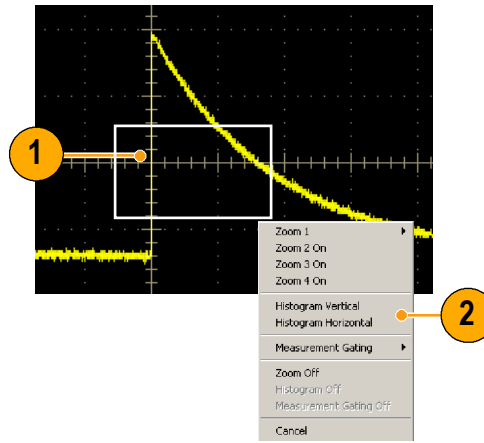 1
Zoom 1
Zoom 2 On
Zoom 3 On
Zoom 4 On
Histogram Vertical
Histogram Horizontal
2
Measurement Gating
Zoom Off
Histogram Off
Measurement Gating Off
Cancel